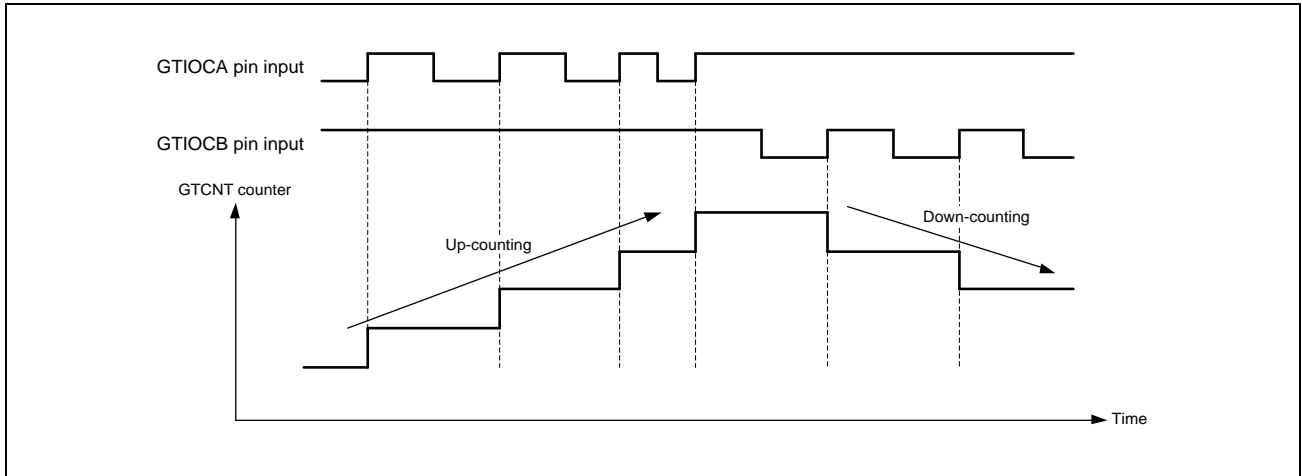 GTIOCA pin input
GTIOCB pin input
GTCNT counter
Up-counting
Down-counting
Time